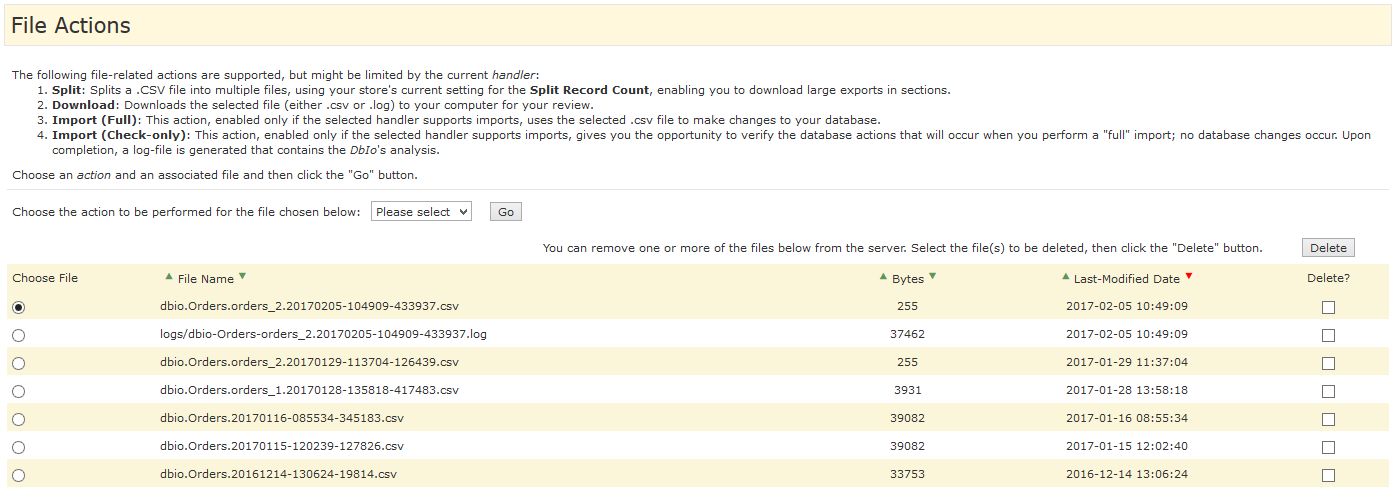 File Actions
The following file-related actions are supported, but might be limited by the current handler:
1. Split: Splits a .CSV file into multiple files, using your store's current setting for the Split Record Count, enabling you to download large exports in sections.
2. Download: Downloads the selected file (either .csv or .log) to your computer for your review.
3. Import (Full): This action, enabled only if the selected handler supports imports, uses the selected .csv file to make changes to your database.
4. Import (Check-only): This action, enabled only if the selected handler supports imports, gives you the opportunity to verify the database actions that will occur when you perform a "full" import; no database changes occur. Upon
completion, a log-file is generated that contains the DbIo's analysis.
Choose an action and an associated file and then click the "Go" button.
Choose the action to be performed for the file chosen below: Please select Go
You can remove one or more of the files below from the server. Select the file(s) to be deleted, then click the "Delete" button. Delete
Choose File File Name Bytes Last-Modified Date Delete?
dbio.Orders.orders_2.20170205-104909-433937.csv 255 2017-02-05 10:49:09
logs/dbio-Orders-orders_2.20170205-104909-433937.log 37462 2017-02-05 10:49:09
dbio.Orders.orders_2.20170129-113704-126439.csv 255 2017-01-29 11:37:04
dbio.Orders.orders_1.20170128-135818-417483.csv 3931 2017-01-28 13:58:18
dbio.Orders.20170116-085534-345183.csv 39082 2017-01-16 08:55:34
dbio.Orders.20170115-120239-127826.csv 39082 2017-01-15 12:02:40
dbio.Orders.20161214-130624-19814.csv 33753 2016-12-14 13:06:24